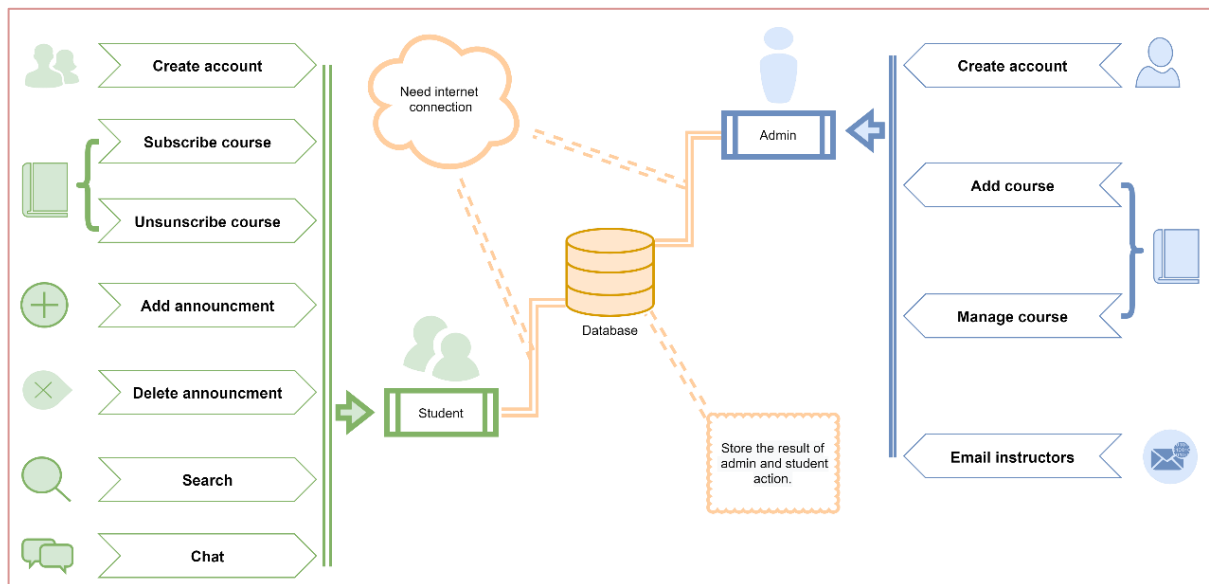 Create account
Subscribe course
Unsunscribe course
Add announcment
Delete announcment
Search
Chat
Need internet
connection
Student
Database
Store the result of
admin and student
action.
Admin
Create account
Add course
Manage course
Email instructors